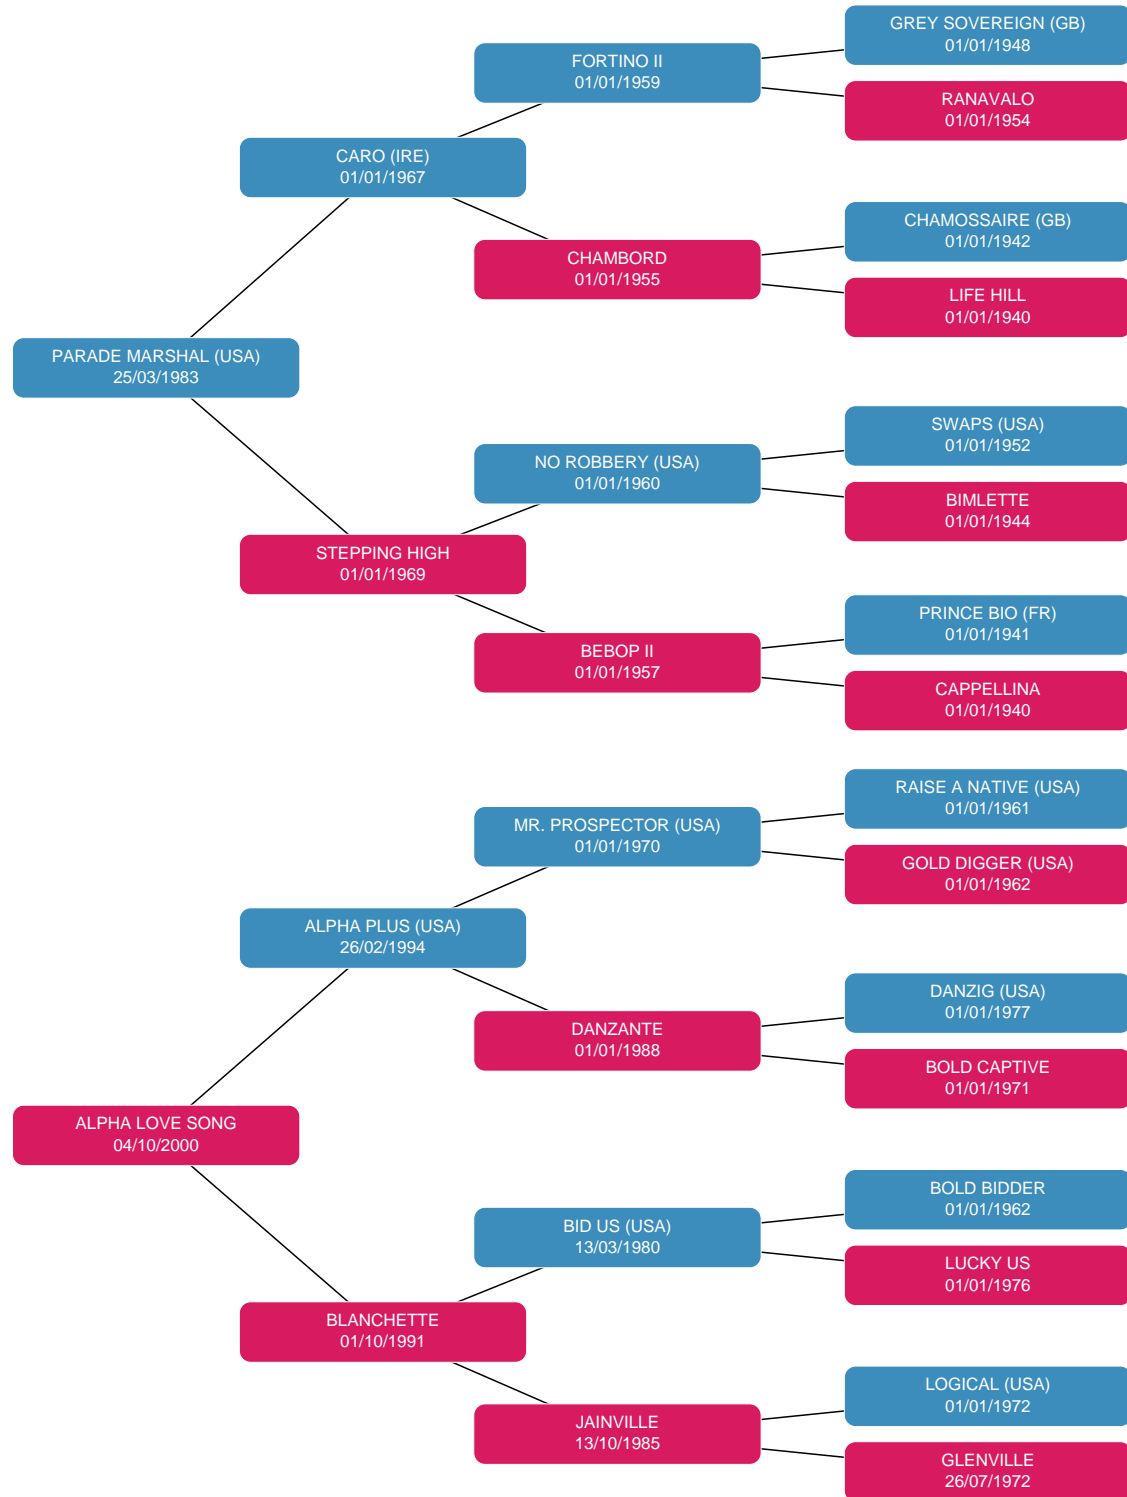 GREY SOVEREIGN (GB)
01/01/1948
FORTINO II
01/01/1959
RANAVALO
01/01/1954
CARO (IRE)
01/01/1967
CHAMOSSAIRE (GB)
01/01/1942
CHAMBORD
01/01/1955
LIFE HILL
01/01/1940
PARADE MARSHAL (USA)
25/03/1983
SWAPS (USA)
01/01/1952
NO ROBBERY (USA)
01/01/1960
BIMLETTE
01/01/1944
STEPPING HIGH
01/01/1969
PRINCE BIO (FR)
01/01/1941
BEBOP II
01/01/1957
CAPPELLINA
01/01/1940
RAISE A NATIVE (USA)
01/01/1961
MR. PROSPECTOR (USA)
01/01/1970
GOLD DIGGER (USA)
01/01/1962
ALPHA PLUS (USA)
26/02/1994
DANZIG (USA)
01/01/1977
DANZANTE
01/01/1988
BOLD CAPTIVE
01/01/1971
ALPHA LOVE SONG
04/10/2000
BOLD BIDDER
01/01/1962
BID US (USA)
13/03/1980
LUCKY US
01/01/1976
BLANCHETTE
01/10/1991
LOGICAL (USA)
01/01/1972
JAINVILLE
13/10/1985
GLENVILLE
26/07/1972